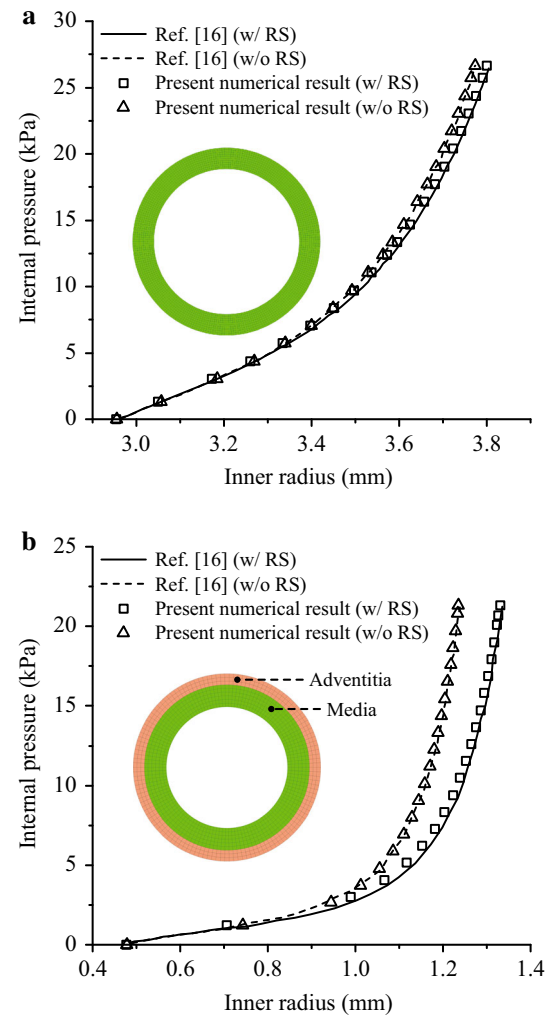 a
Ref. [16] (w/ RS)
Ref. [16] (w/o RS)
Present numerical result (w/ RS)
Present numerical result (w/o RS)
Internal pressure (kPa)
30
25
20
15
10
5
0
3.0 3.2 3.4 3.6 3.8
Inner radius (mm)
b
Ref. [16] (w/ RS)
Ref. [16] (w/o RS)
Present numerical result (w/ RS)
Present numerical result (w/o RS)
Adventitia
Media
Internal pressure (kPa)
25
20
15
10
5
0
0.4 0.6 0.8 1.0 1.2 1.4
Inner radius (mm)